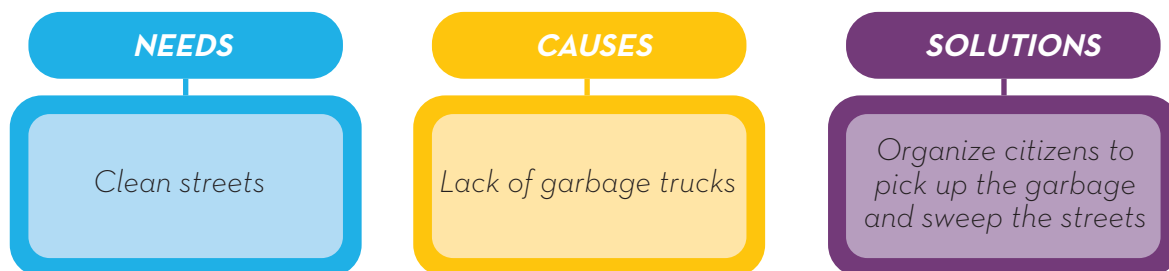 NEEDS
Clean streets
CAUSES
Lack of garbage trucks
SOLUTIONS
Organize citizens to
pick up the garbage
and sweep the streets